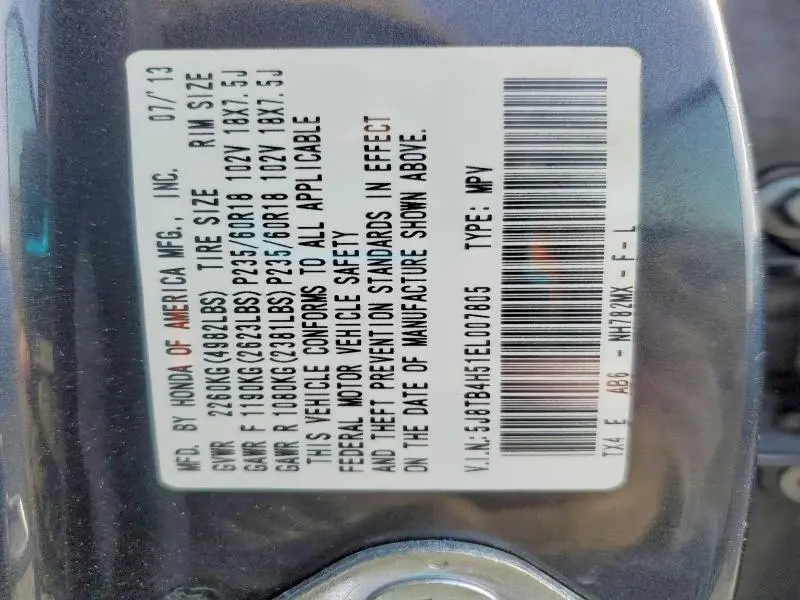 MFD. BY HONDA OF AMERICA MFG., INC. 07/13
GVWR 2260KG(4982LBS) TIRE SIZE RIM SIZE
GAWR F 1190KG(2623LBS)P235/60R18 102V 18X7.5J
GAWR R 1080KG(2381LBS)P235/60R18 102V 18X7.5J
THIS VEHICLE CONFORMS TO ALL APPLICABLE
FEDERAL MOTOR VEHICLE SAFETY
AND THEFT PREVENTION STANDARDS IN EFFECT
ON THE DATE OF MANUFACTURE SHOWN ABOVE.
V.I.N.:5J8TB4H51EL007805 TYPE: MPV
TX4 E AB6 - NH782MX - F - L